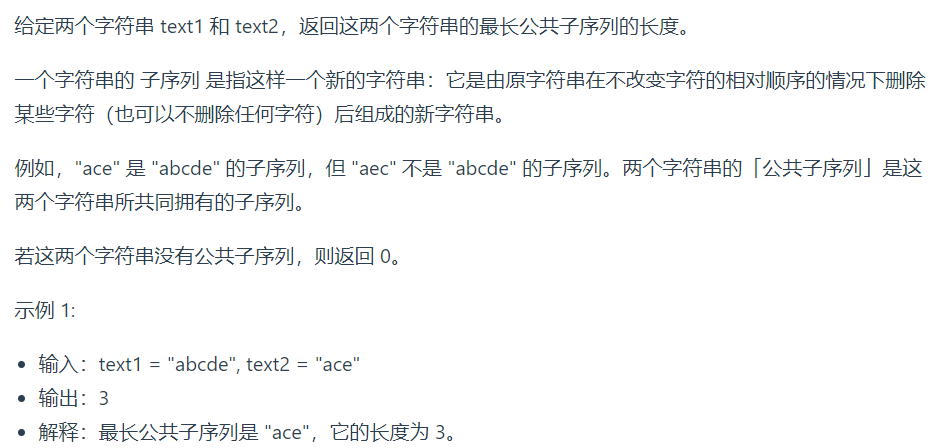 给定两个字符串 text1 和 text2，返回这两个字符串的最长公共子序列的长度。
一个字符串的 子序列 是指这样一个新的字符串：它是由原字符串在不改变字符的相对顺序的情况下删除
某些字符（也可以不删除任何字符）后组成的新字符串。
例如，"ace" 是 "abcde" 的子序列，但 "aec" 不是 "abcde" 的子序列。两个字符串的「公共子序列」是这
两个字符串所共同拥有的子序列。
若这两个字符串没有公共子序列，则返回 0。
示例 1:
• 输入：text1 = "abcde", text2 = "ace"
• 输出：3
• 解释：最长公共子序列是 "ace"，它的长度为 3。